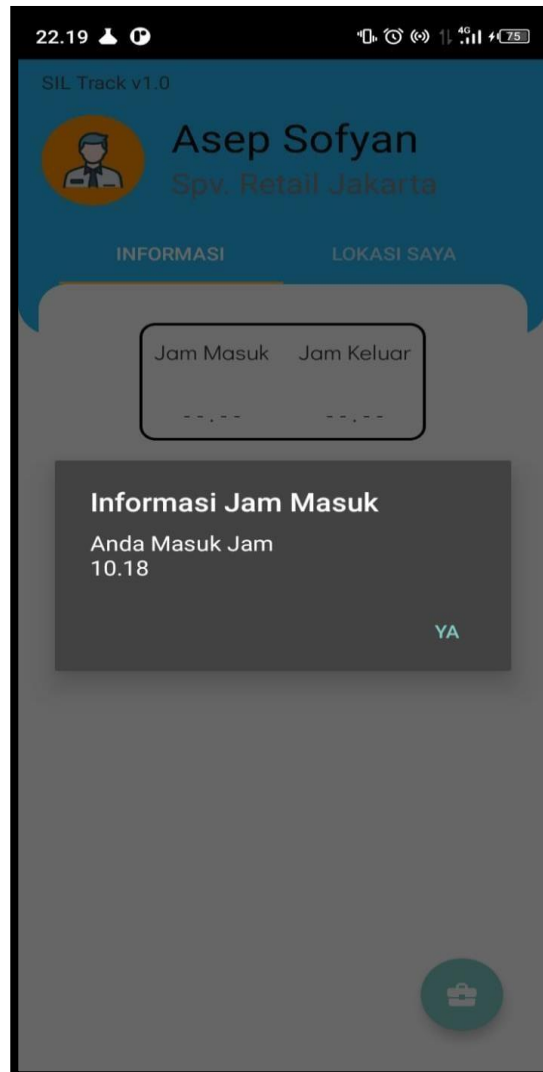 22.19
4G
75
SIL Track v1.0
Asep Sofyan
Spv. Retail Jakarta
INFORMASI LOKASI SAYA
Jam Masuk Jam Keluar
--.-- --.--
Informasi Jam Masuk
Anda Masuk Jam
10.18
YA